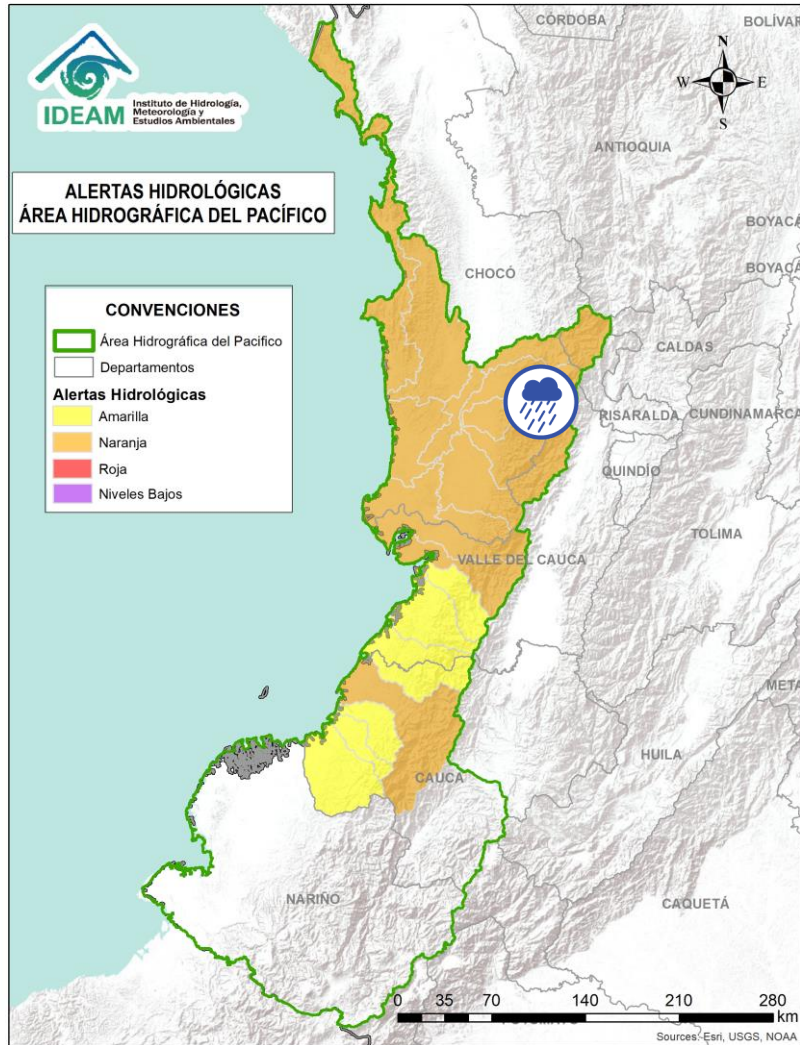 CÓRDOBA
BOLÍVAR
N
W
E
S
IDEAM
Instituto de Hidrología,
Meteorología y
Estudios Ambientales
ANTIOQUIA
ALERTAS HIDROLÓGICAS
ÁREA HIDROGRÁFICA DEL PACÍFICO
BOYACÁ
BOYACÁ
CHOCÓ
CONVENCIONES
Área Hidrográfica del Pacifico
Departamentos
Alertas Hidrológicas
Amarilla
Naranja
Roja
Niveles Bajos
CALDAS
RISARALDA
CUNDINAMARCA
QUINDÍO
TOLIMA
VALLE DEL CAUCA
META
HUILA
CAUCA
NARIÑO
CAQUETÁ
0 35 70 140 210 280
km
Sources: Esri, USGS, NOAA